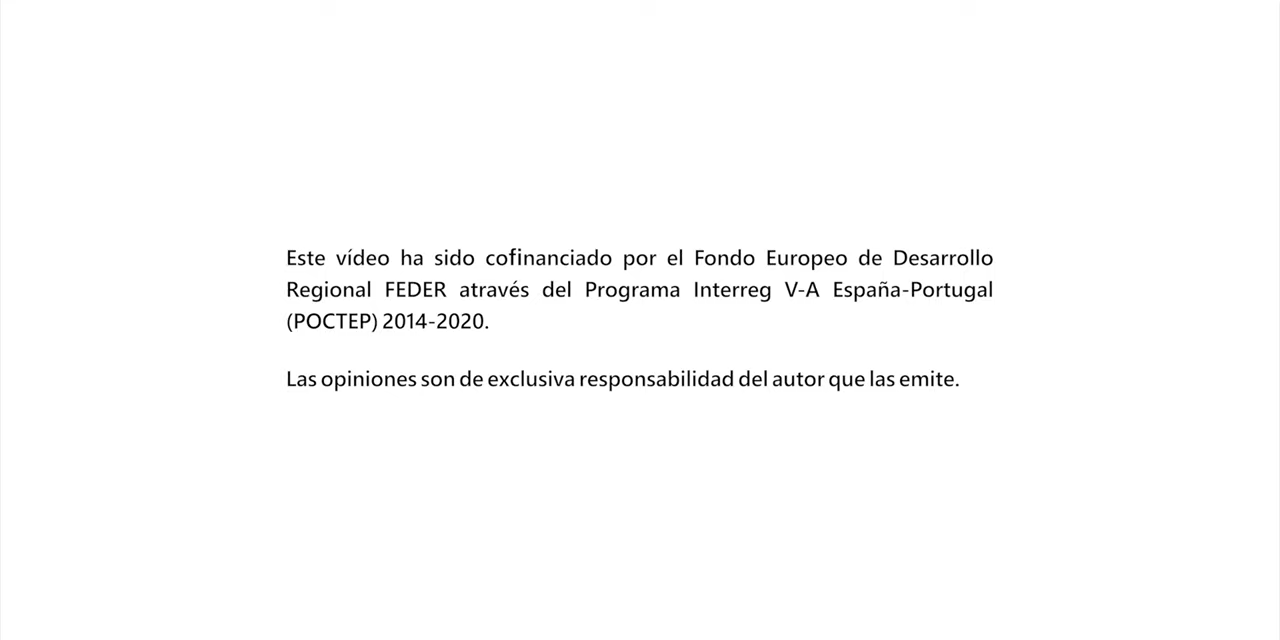 Este vídeo ha sido cofinanciado por el Fondo Europeo de Desarrollo
Regional FEDER através del Programa Interreg V-A España-Portugal
(POCTEP) 2014-2020.
Las opiniones son de exclusiva responsabilidad del autor que las emite.